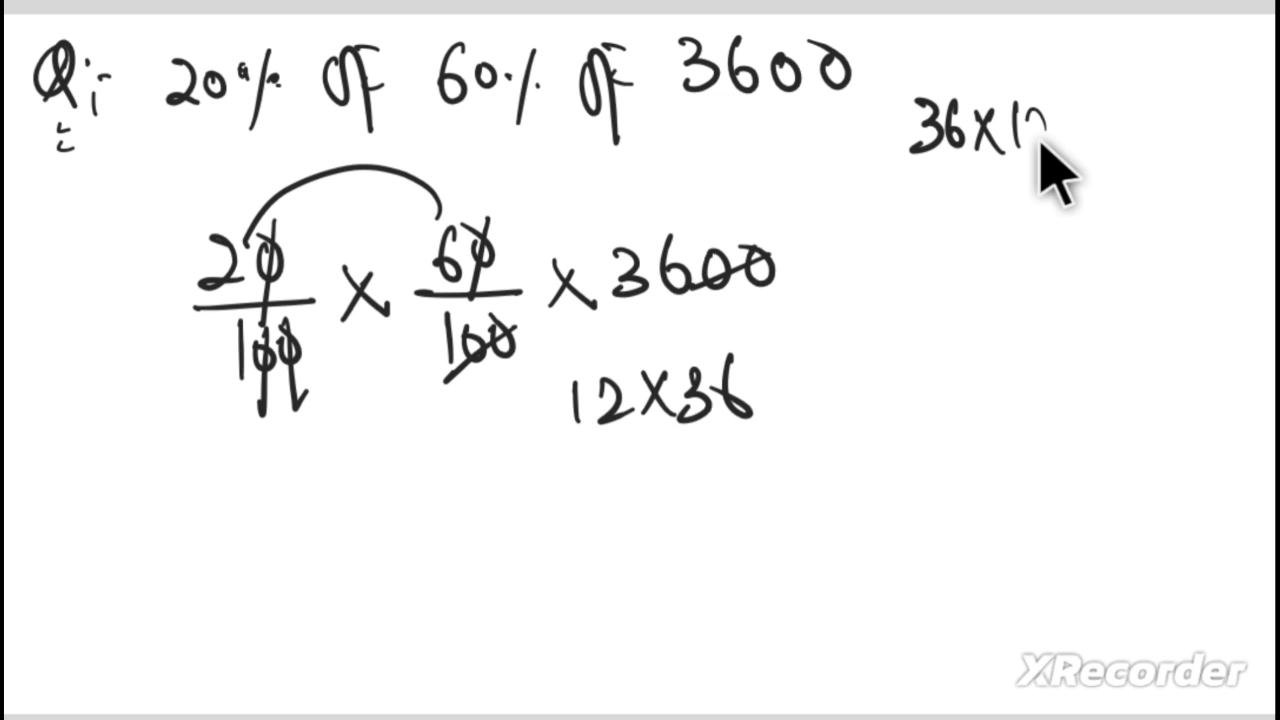 Q:- 20% of 60% of 3600
36×1
20/100 × 60/100 × 3600
12×36
XRecorder